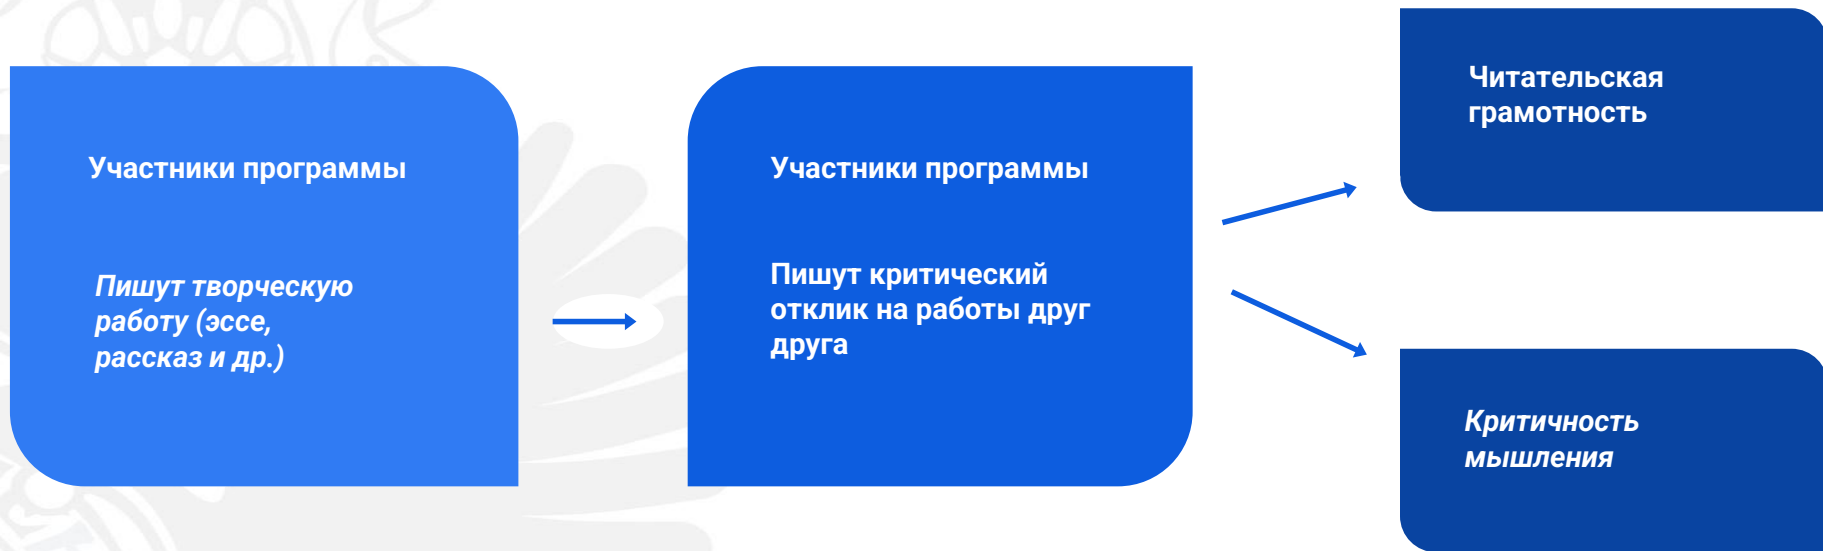 Участники программы
Пишут творческую
работу (эссе,
рассказ и др.)
Участники программы
Пишут критический
отклик на работы друг
друга
Читательская
грамотность
Критичность
мышления